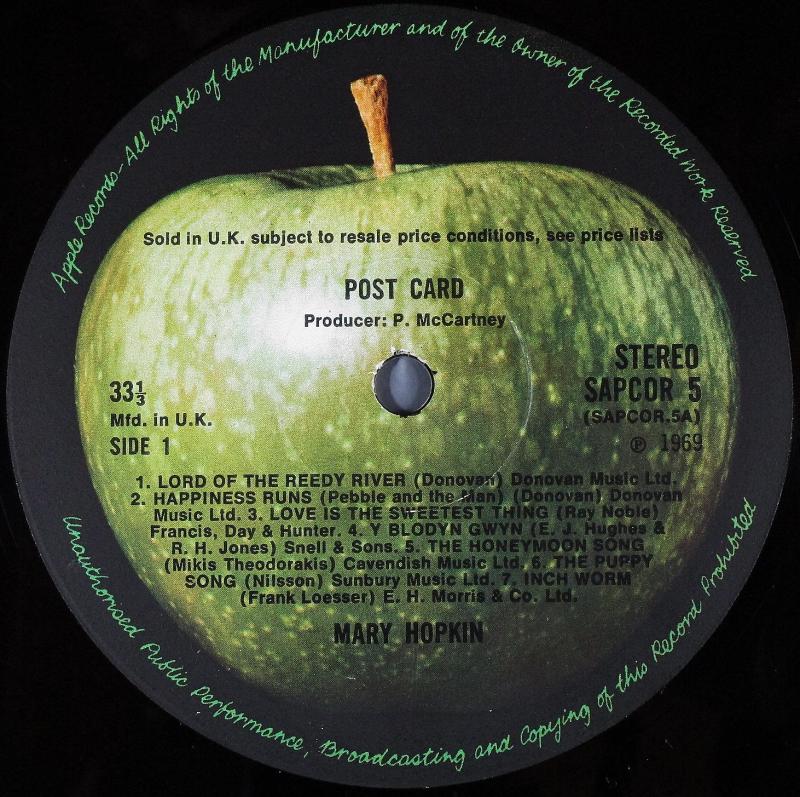 Apple Records - All Rights of the Manufacturer and of the Owner of the Recorded Work Reserved
Sold in U.K. subject to resale price conditions, see price lists
POST CARD
Producer: P. McCartney
33⅓
Mfd. in U.K.
SIDE 1
STEREO
SAPCOR 5
(SAPCOR.5A)
℗ 1969
1. LORD OF THE REEDY RIVER (Donovan) Donovan Music Ltd.
2. HAPPINESS RUNS (Pebble and the Man) (Donovan) Donovan
Music Ltd. 3. LOVE IS THE SWEETEST THING (Ray Noble)
Francis, Day & Hunter. 4. Y BLODYN GWYN (E. J. Hughes &
R. H. Jones) Snell & Sons. 5. THE HONEYMOON SONG
(Mikis Theodorakis) Cavendish Music Ltd. 6. THE PUPPY
SONG (Nilsson) Sunbury Music Ltd. 7. INCH WORM
(Frank Loesser) E. H. Morris & Co. Ltd.
MARY HOPKIN
Unauthorised Public Performance, Broadcasting and Copying of this Record Prohibited